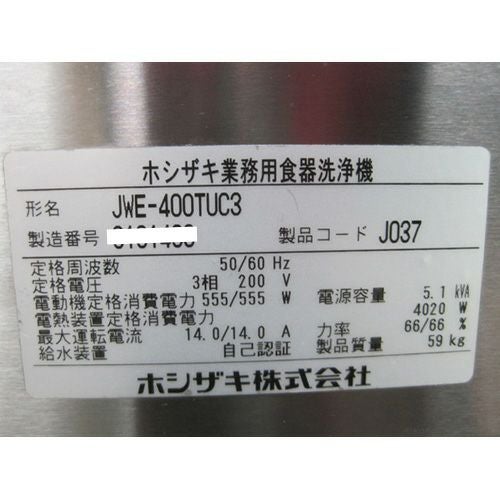 ホシザキ業務用食器洗浄機
形名 JWE-400TUC3
製造番号 製品コード J037
定格周波数 50/60 Hz
定格電圧 3相 200 V
電動機定格消費電力 555/555 W 電源容量 5.1 kVA
電熱装置定格消費電力 4020 W
最大運転電流 14.0/14.0 A 力率 66/66 %
給水装置 自己認証 製品質量 59 kg
ホシザキ株式会社